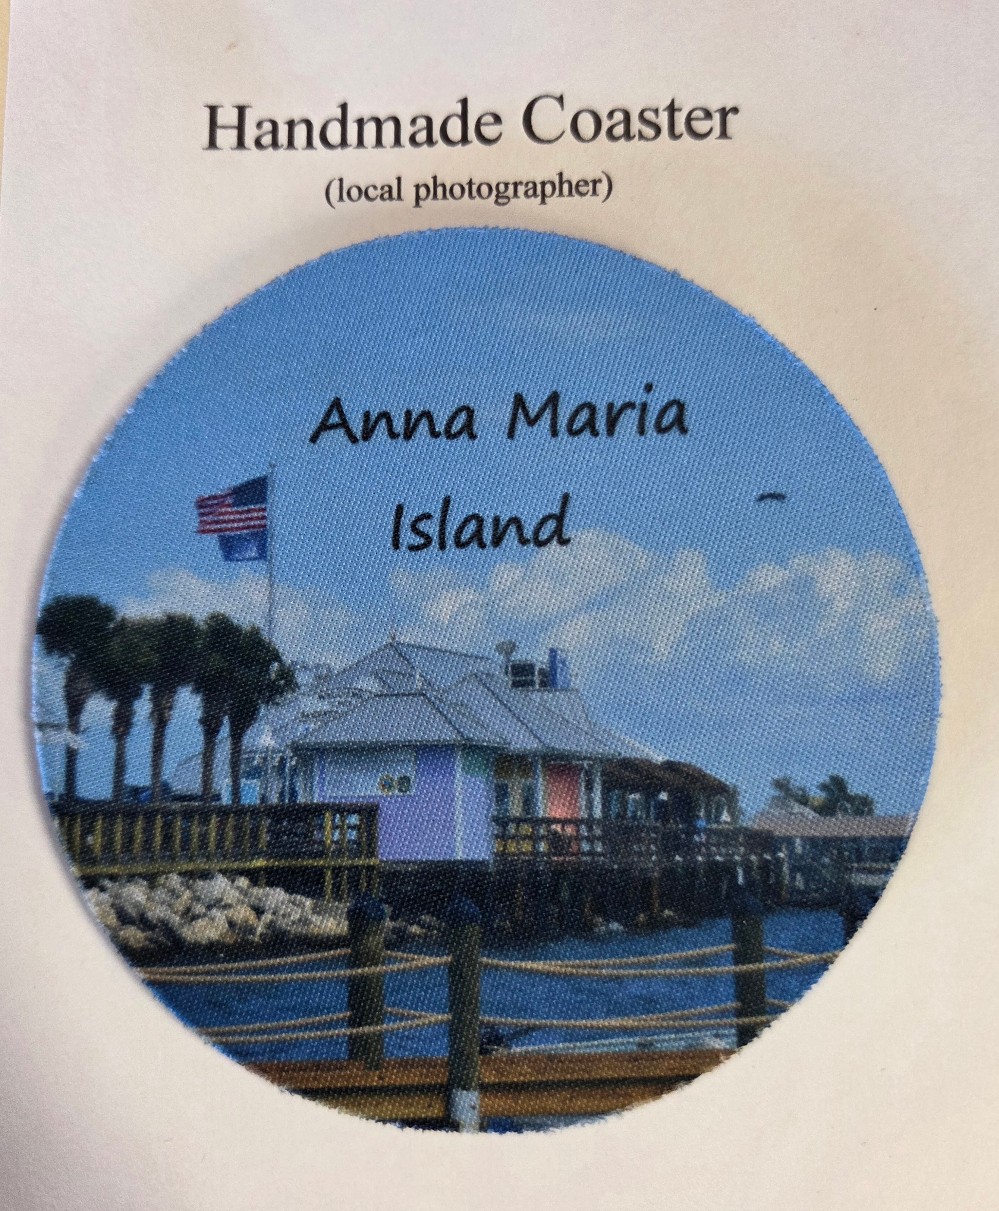 Handmade Coaster
(local photographer)
Anna Maria
Island